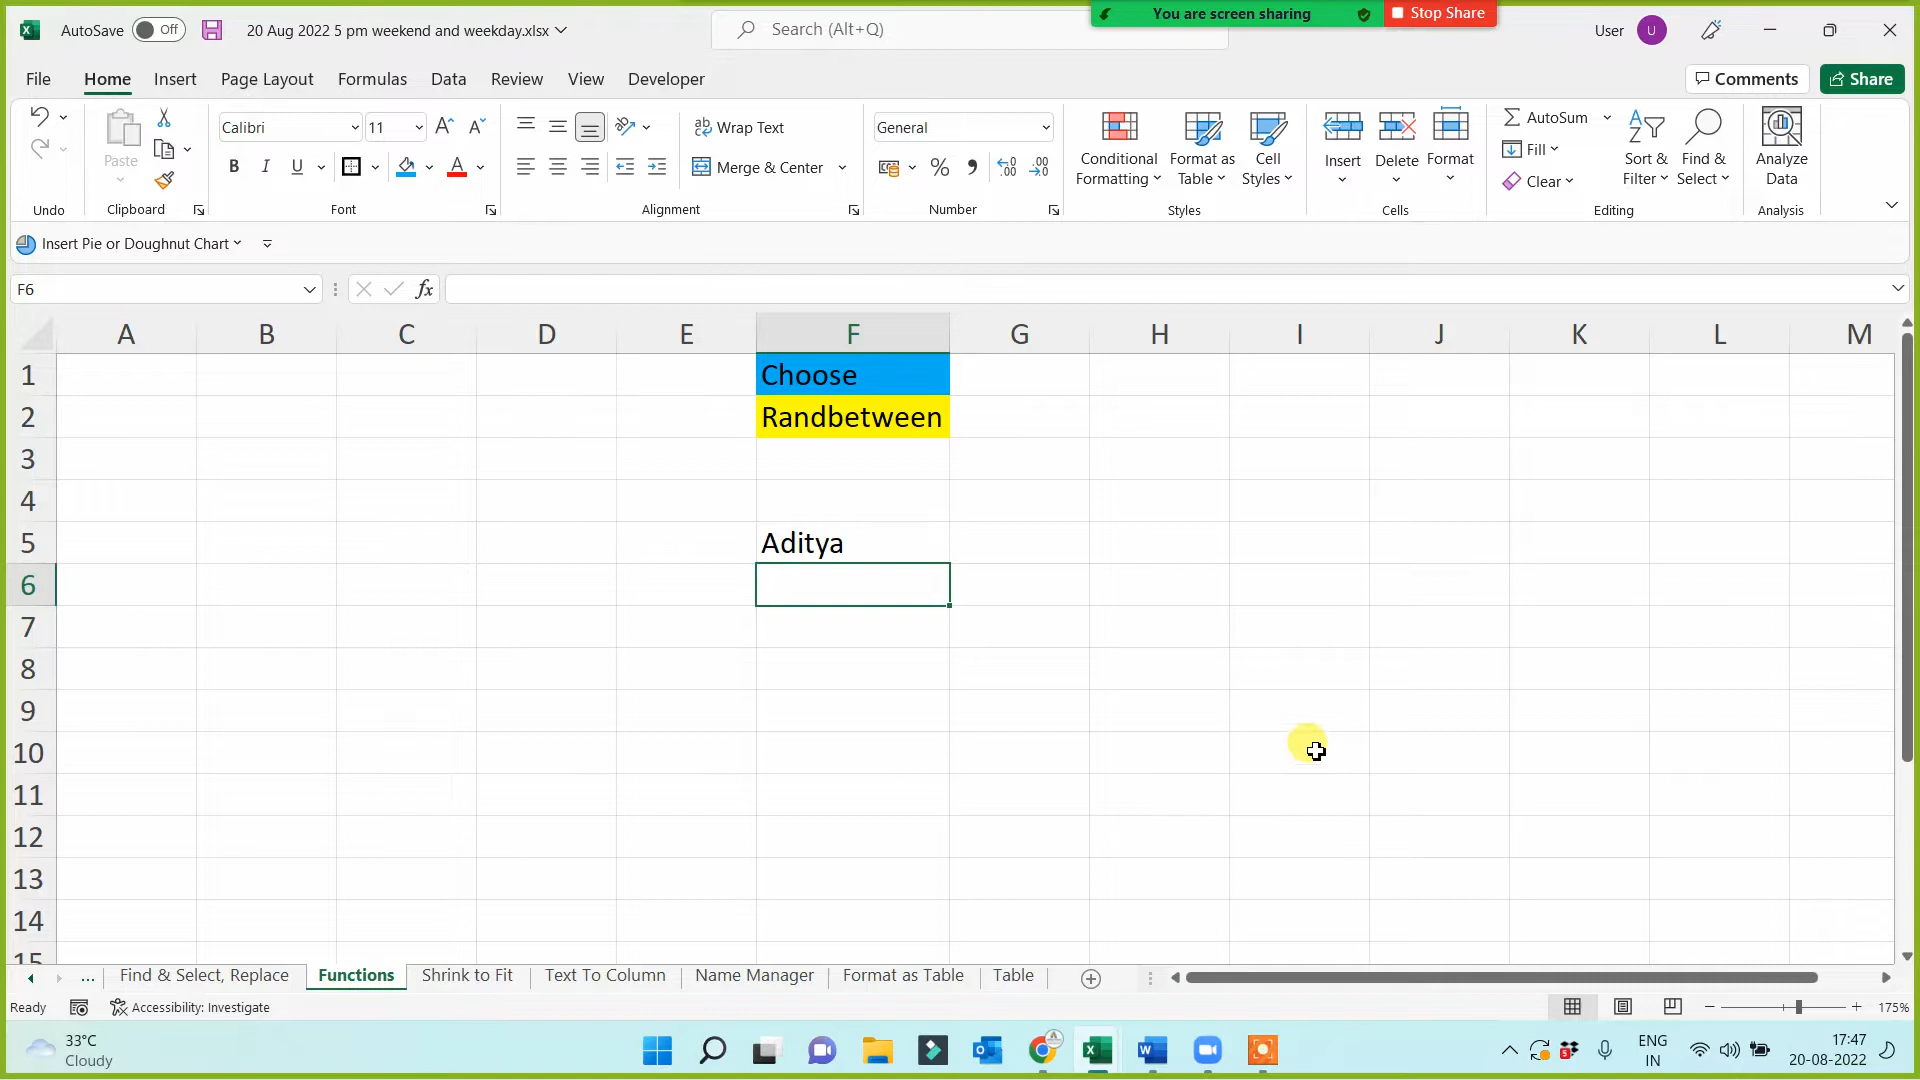 You are screen sharing Stop Share
AutoSave Off 20 Aug 2022 5 pm weekend and weekday.xlsx Search (Alt+Q) User U
File Home Insert Page Layout Formulas Data Review View Developer Comments Share
Calibri 11 Wrap Text General AutoSum
Paste B I U Merge & Center Conditional Formatting Format as Table Cell Styles Insert Delete Format Fill Clear Sort & Filter Find & Select Analyze Data
Undo Clipboard Font Alignment Number Styles Cells Editing Analysis
Insert Pie or Doughnut Chart
F6 fx
A B C D E F G H I J K L M
1 Choose
2 Randbetween
3
4
5 Aditya
6
7
8
9
10
11
12
13
14
15
... Find & Select, Replace Functions Shrink to Fit Text To Column Name Manager Format as Table Table
Ready Accessibility: Investigate 175%
33°C
Cloudy
ENG
IN
17:47
20-08-2022